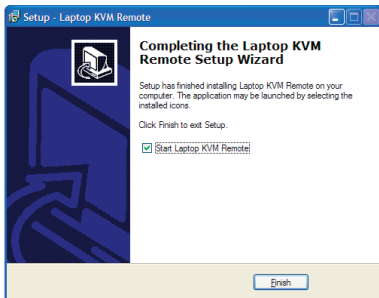 Setup - Laptop KVM Remote
Completing the Laptop KVM
Remote Setup Wizard
Setup has finished installing Laptop KVM Remote on your
computer. The application may be launched by selecting the
installed icons.
Click Finish to exit Setup.
Start Laptop KVM Remote
Finish